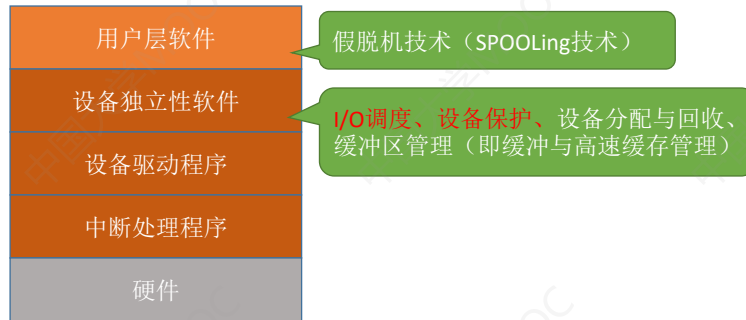 用户层软件
假脱机技术（SPOOLing技术）
设备独立性软件
I/O调度、设备保护、设备分配与回收、
缓冲区管理（即缓冲与高速缓存管理）
设备驱动程序
中断处理程序
硬件